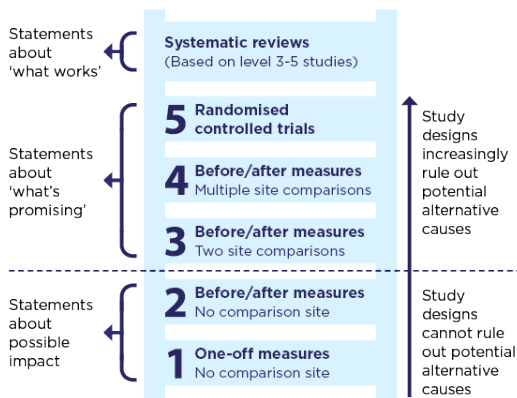 Statements
about
‘what works’
Systematic reviews
(Based on level 3-5 studies)
Statements
about
‘what’s
promising’
5 Randomised
controlled trials
4 Before/after measures
Multiple site comparisons
3 Before/after measures
Two site comparisons
Study
designs
increasingly
rule out
potential
alternative
causes
Statements
about
possible
impact
2 Before/after measures
No comparison site
1 One-off measures
No comparison site
Study
designs
cannot rule
out potential
alternative
causes